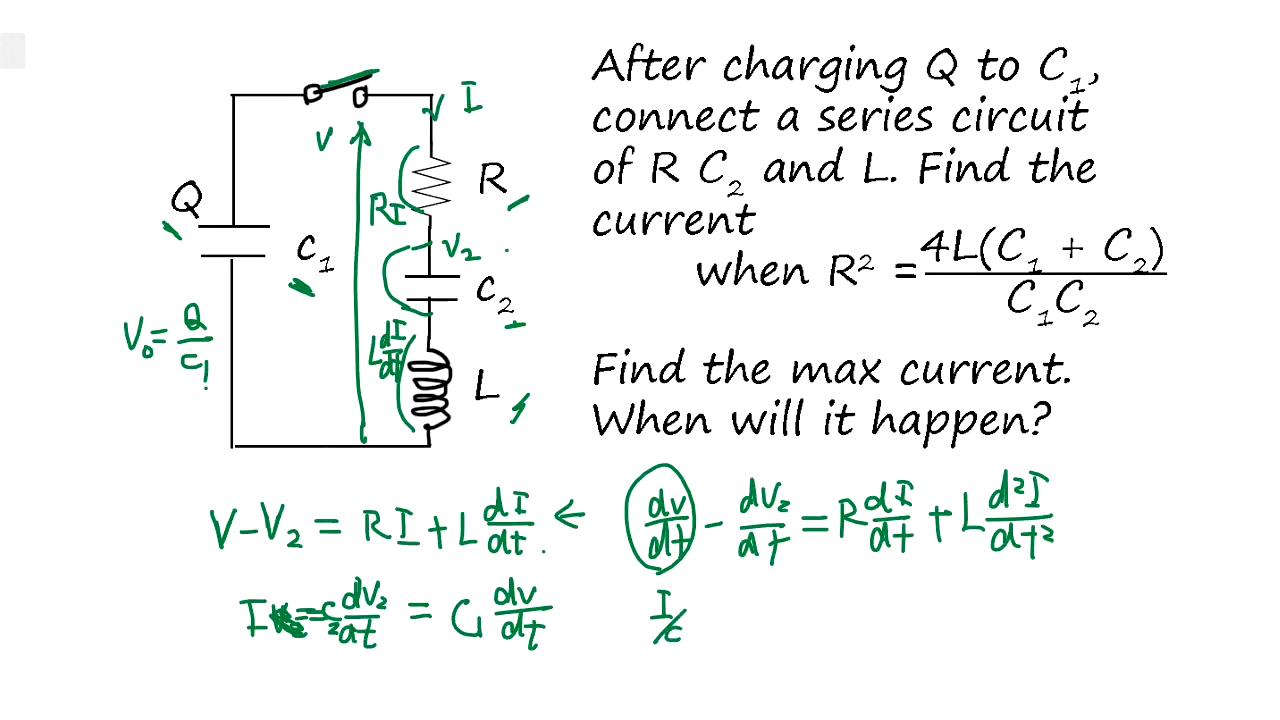 After charging Q to C₁,
connect a series circuit
of R C₂ and L. Find the
current
when R² = 4L(C₁ + C₂) / C₁C₂
Find the max current.
When will it happen?
V I
Q R
RI
V₂
C₁ C₂
V₀ = Q/C₁
L dI/dt
L
V - V₂ = RI + L dI/dt ← dv/dt - dV₂/dt = R dI/dt + L d²I/dt²
I = C₂ dV₂/dt = C₁ dv/dt I/C